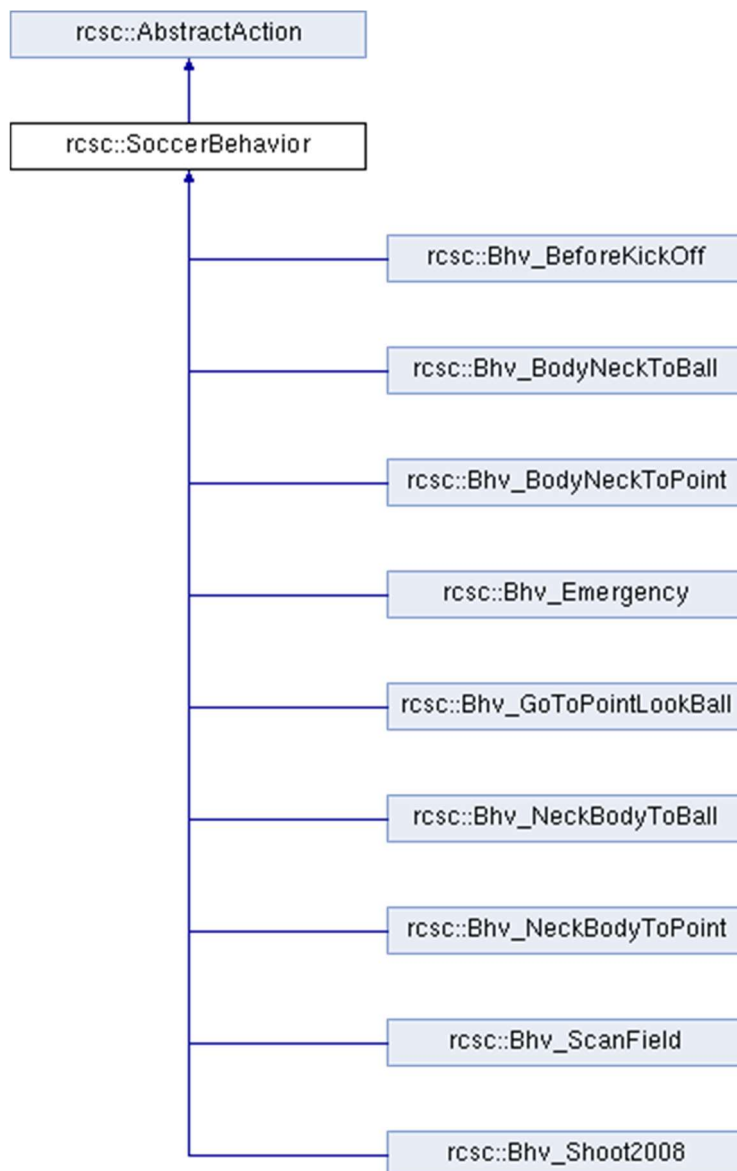 rcsc::AbstractAction
rcsc::SoccerBehavior
rcsc::Bhv_BeforeKickOff
rcsc::Bhv_BodyNeckToBall
rcsc::Bhv_BodyNeckToPoint
rcsc::Bhv_Emergency
rcsc::Bhv_GoToPointLookBall
rcsc::Bhv_NeckBodyToBall
rcsc::Bhv_NeckBodyToPoint
rcsc::Bhv_ScanField
rcsc::Bhv_Shoot2008